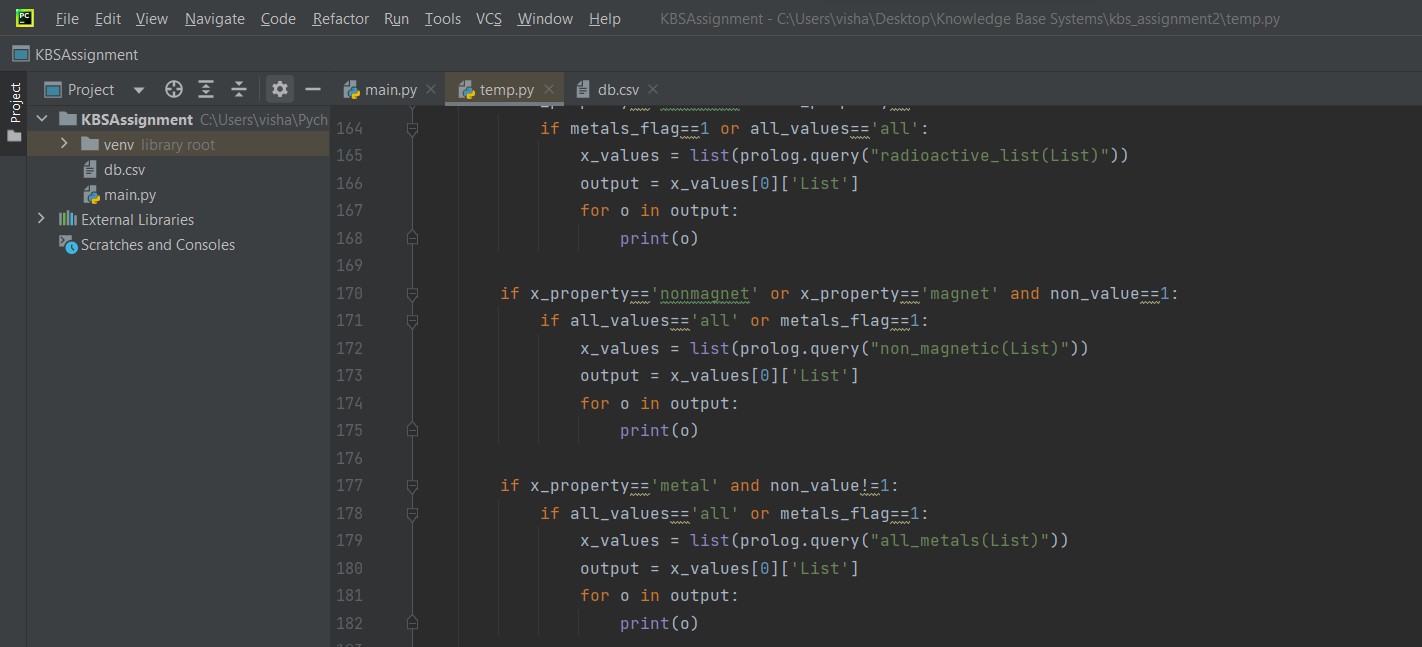 PC
File Edit View Navigate Code Refactor Run Tools VCS Window Help KBSAssignment - C:\Users\visha\Desktop\Knowledge Base Systems\kbs_assignment2\temp.py
KBSAssignment
Project
Project main.py temp.py db.csv
KBSAssignment C:\Users\visha\Pych
venv library root
db.csv
main.py
External Libraries
Scratches and Consoles
164 if metals_flag==1 or all_values=='all':
165 x_values = list(prolog.query("radioactive_list(List)"))
166 output = x_values[0]['List']
167 for o in output:
168 print(o)
169
170 if x_property=='nonmagnet' or x_property=='magnet' and non_value==1:
171 if all_values=='all' or metals_flag==1:
172 x_values = list(prolog.query("non_magnetic(List)"))
173 output = x_values[0]['List']
174 for o in output:
175 print(o)
176
177 if x_property=='metal' and non_value!=1:
178 if all_values=='all' or metals_flag==1:
179 x_values = list(prolog.query("all_metals(List)"))
180 output = x_values[0]['List']
181 for o in output:
182 print(o)